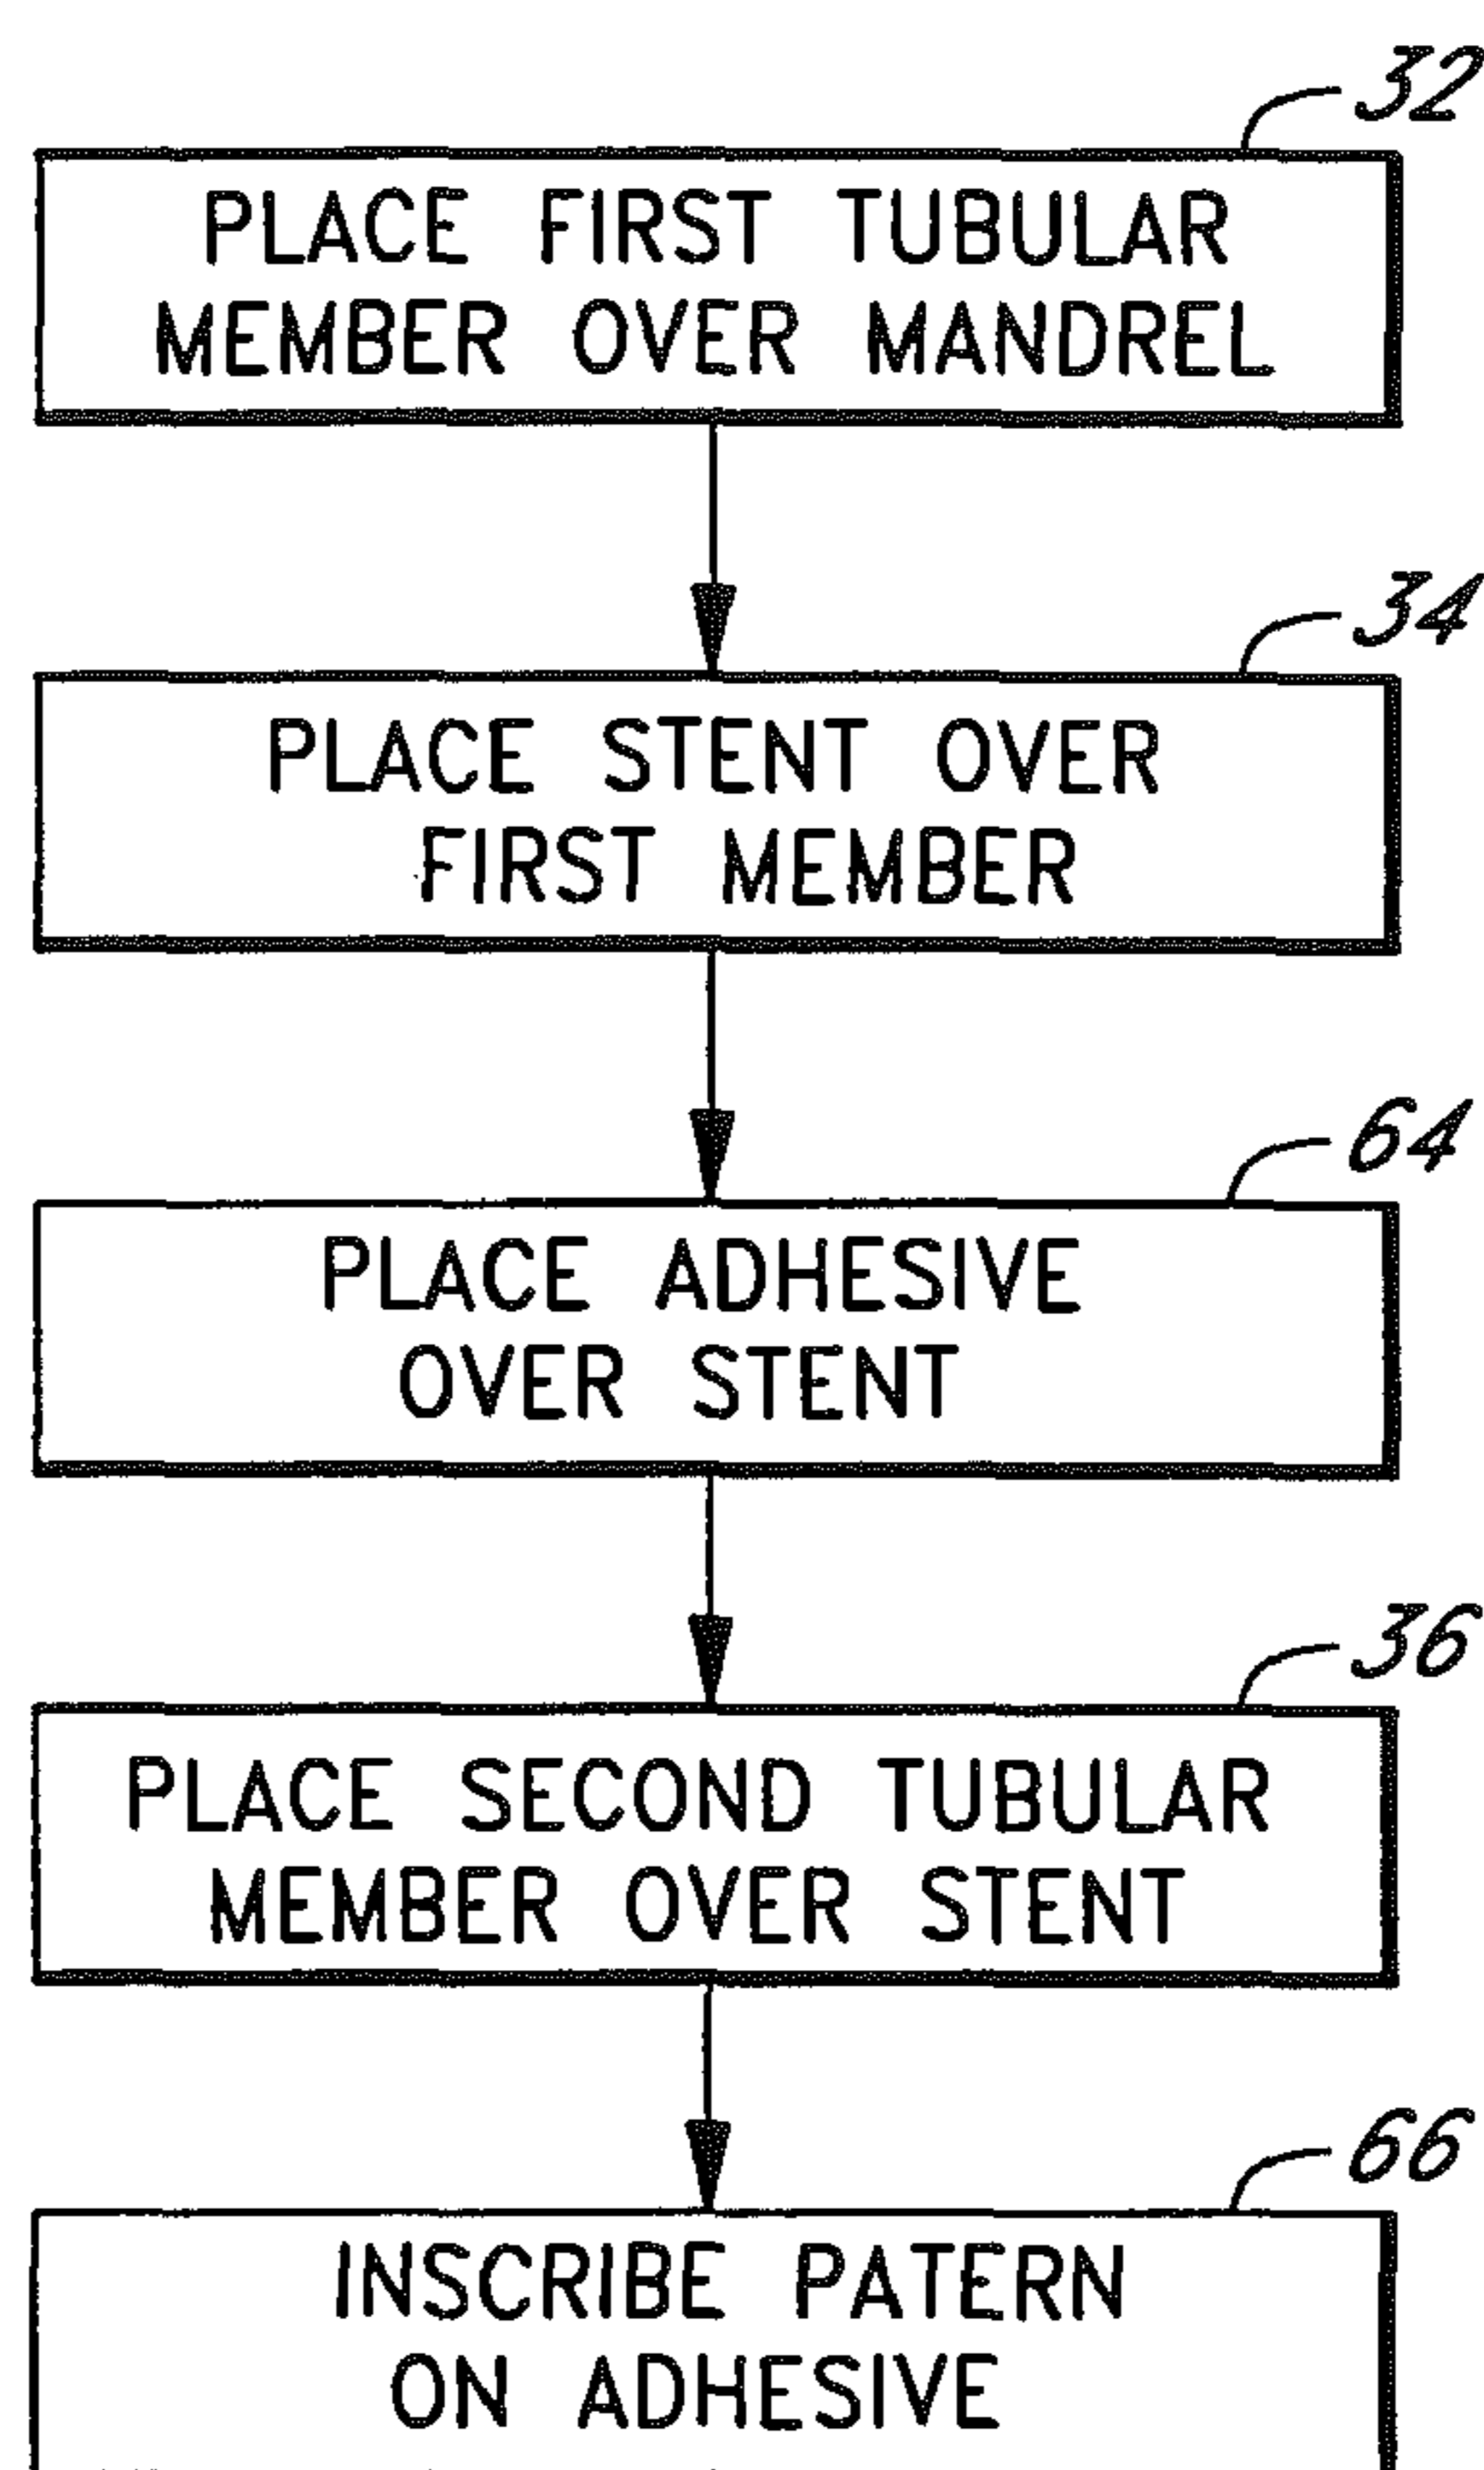 32
PLACE FIRST TUBULAR
MEMBER OVER MANDREL
34
PLACE STENT OVER
FIRST MEMBER
64
PLACE ADHESIVE
OVER STENT
36
PLACE SECOND TUBULAR
MEMBER OVER STENT
66
INSCRIBE PATERN
ON ADHESIVE